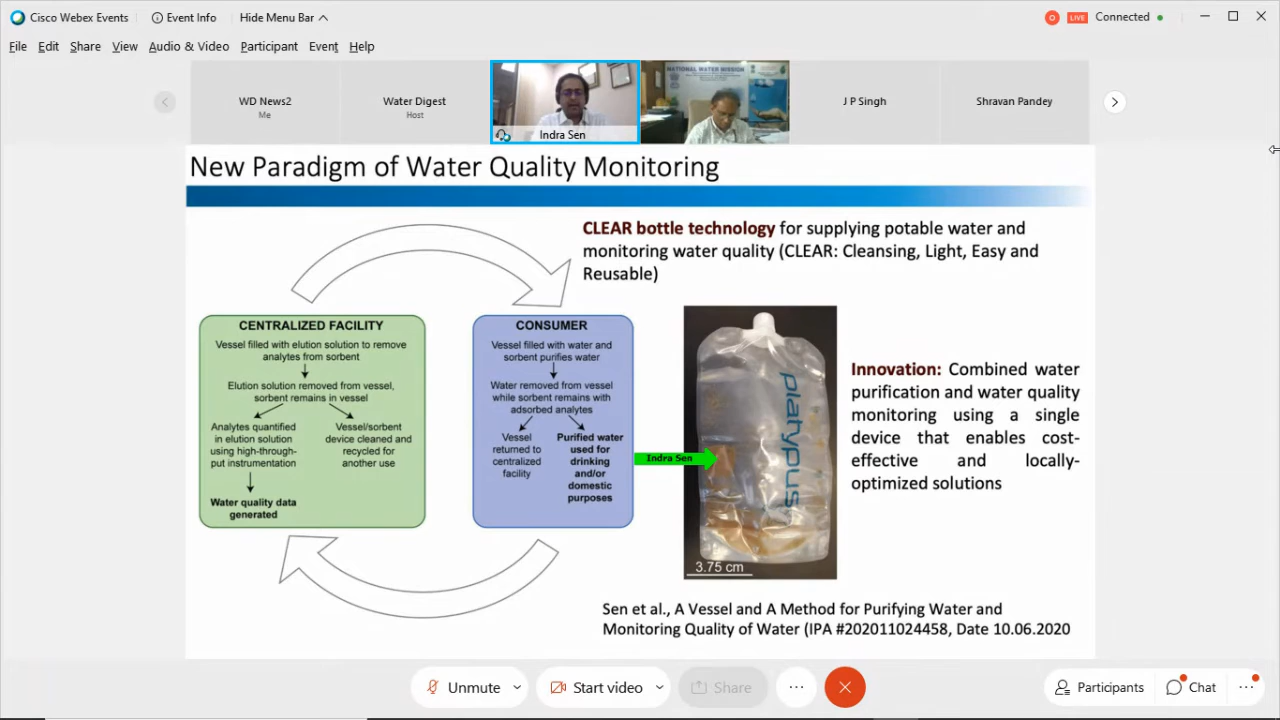 Cisco Webex Events
Event Info
Hide Menu Bar
LIVE
Connected
File Edit Share View Audio & Video Participant Event Help
WD News2
Me
Water Digest
Host
Indra Sen
NATIONAL WATER MISSION
J P Singh
Shravan Pandey
New Paradigm of Water Quality Monitoring
CLEAR bottle technology for supplying potable water and
monitoring water quality (CLEAR: Cleansing, Light, Easy and
Reusable)
CENTRALIZED FACILITY
Vessel filled with elution solution to remove
analytes from sorbent
Elution solution removed from vessel,
sorbent remains in vessel
Analytes quantified
in elution solution
using high-through-
put instrumentation
Vessel/sorbent
device cleaned and
recycled for
another use
Water quality data
generated
CONSUMER
Vessel filled with water and
sorbent purifies water
Water removed from vessel
while sorbent remains with
adsorbed analytes
Vessel
returned to
centralized
facility
Purified water
used for
drinking
and/or
domestic
purposes
Indra Sen
platypus
3.75 cm
Innovation: Combined water
purification and water quality
monitoring using a single
device that enables cost-
effective and locally-
optimized solutions
Sen et al., A Vessel and A Method for Purifying Water and
Monitoring Quality of Water (IPA #202011024458, Date 10.06.2020
Unmute
Start video
Share
Participants
Chat